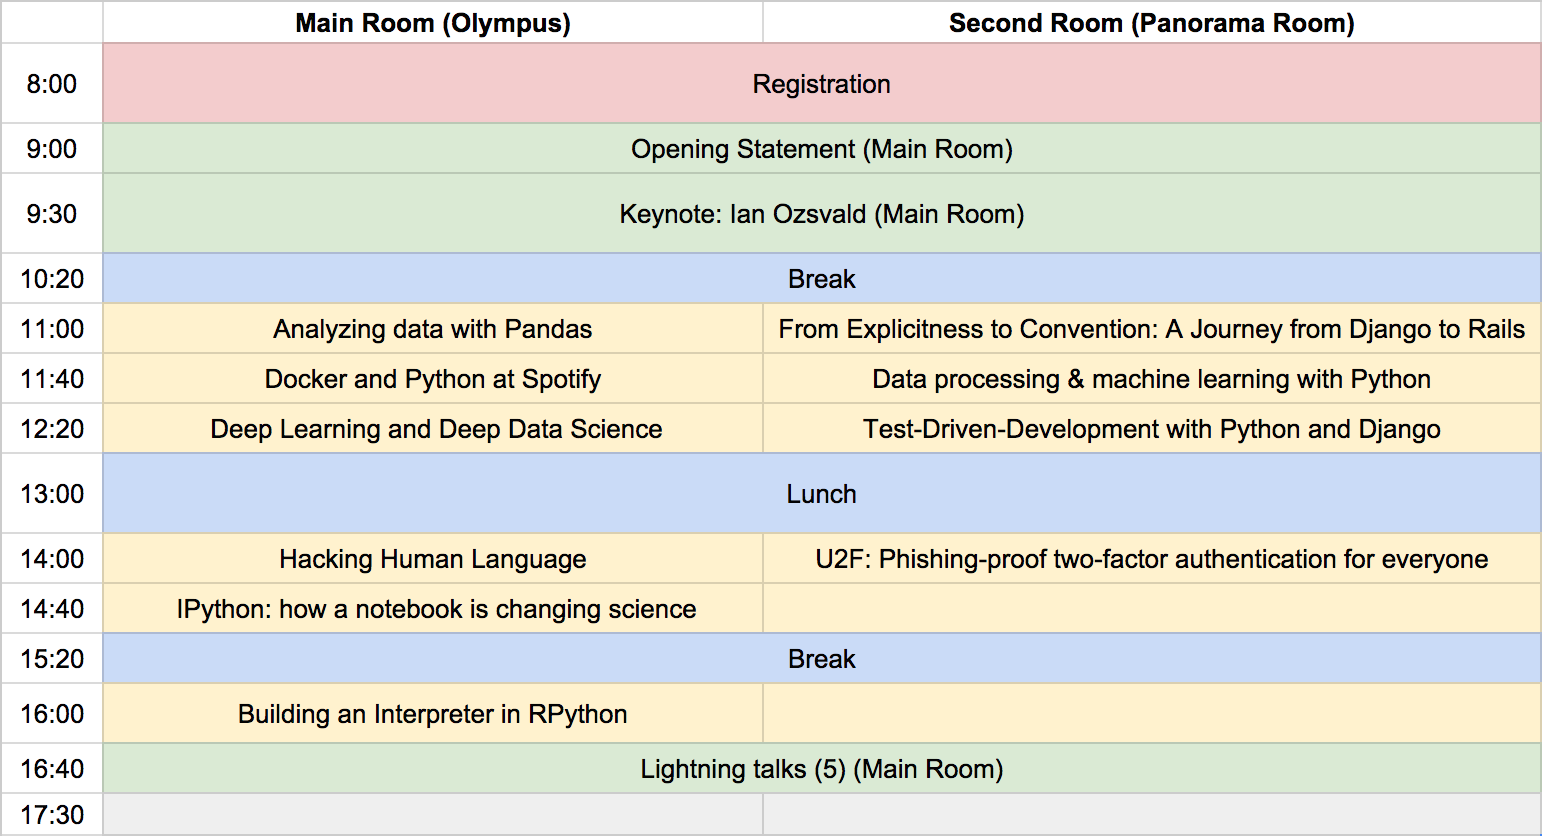 Main Room (Olympus) Second Room (Panorama Room)
8:00 Registration
9:00 Opening Statement (Main Room)
9:30 Keynote: Ian Ozsvald (Main Room)
10:20 Break
11:00 Analyzing data with Pandas From Explicitness to Convention: A Journey from Django to Rails
11:40 Docker and Python at Spotify Data processing & machine learning with Python
12:20 Deep Learning and Deep Data Science Test-Driven-Development with Python and Django
13:00 Lunch
14:00 Hacking Human Language U2F: Phishing-proof two-factor authentication for everyone
14:40 IPython: how a notebook is changing science
15:20 Break
16:00 Building an Interpreter in RPython
16:40 Lightning talks (5) (Main Room)
17:30